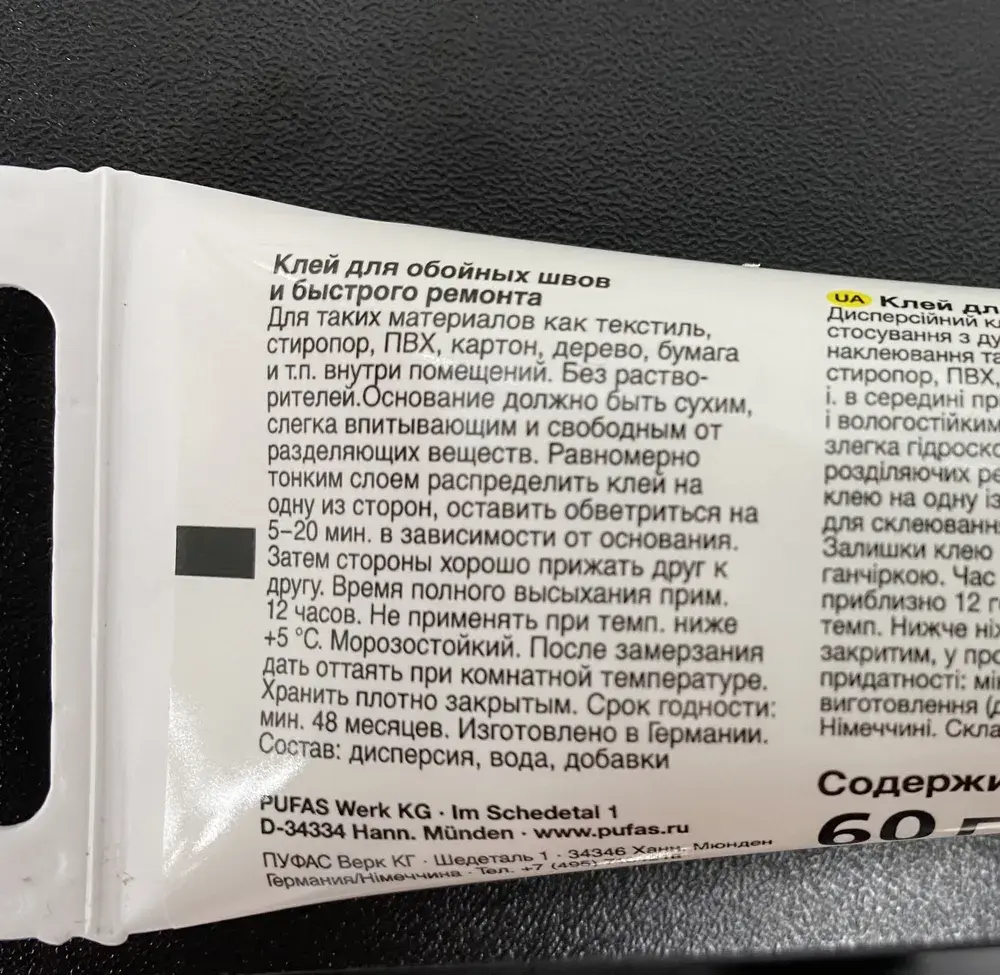 Клей для обойных швов
и быстрого ремонта
Для таких материалов как текстиль,
стиропор, ПВХ, картон, дерево, бумага
и т.п. внутри помещений. Без раство-
рителей.Основание должно быть сухим,
слегка впитывающим и свободным от
разделяющих веществ. Равномерно
тонким слоем распределить клей на
одну из сторон, оставить обветриться на
5–20 мин. в зависимости от основания.
Затем стороны хорошо прижать друг к
другу. Время полного высыхания прим.
12 часов. Не применять при темп. ниже
+5 °C. Морозостойкий. После замерзания
дать оттаять при комнатной температуре.
Хранить плотно закрытым. Срок годности:
мин. 48 месяцев. Изготовлено в Германии.
Состав: дисперсия, вода, добавки
PUFAS Werk KG · Im Schedetal 1
D-34334 Hann. Münden · www.pufas.ru
ПУФАС Верк КГ · Шедеталь 1 · 34346 Ханн. Мюнден
Германия/Німеччина · Тел. +7 (495)
UA Клей дл
Дисперсійний к
стосування з ду
наклеювання та
стиропор, ПВХ,
і. в середині пр
і вологостійким
злегка гідроско
розділяючих ре
клею на одну із
для склеюванн
Залишки клею
ганчіркою. Час
приблизно 12 г
темп. Нижче ніж
закритим, у про
придатності: мін
виготовлення (д
Німеччині. Скла
Содержи
60 г